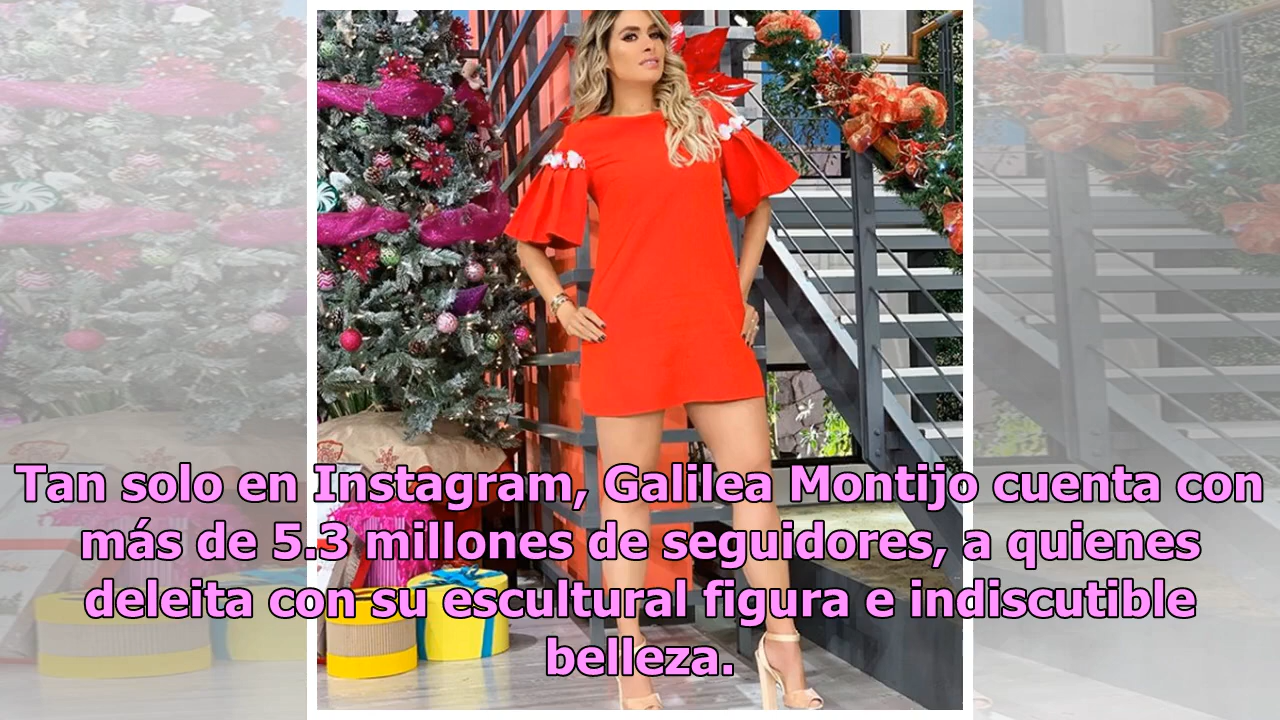 Tan solo en Instagram, Galilea Montijo cuenta con
más de 5.3 millones de seguidores, a quienes
deleita con su escultural figura e indiscutible
belleza.